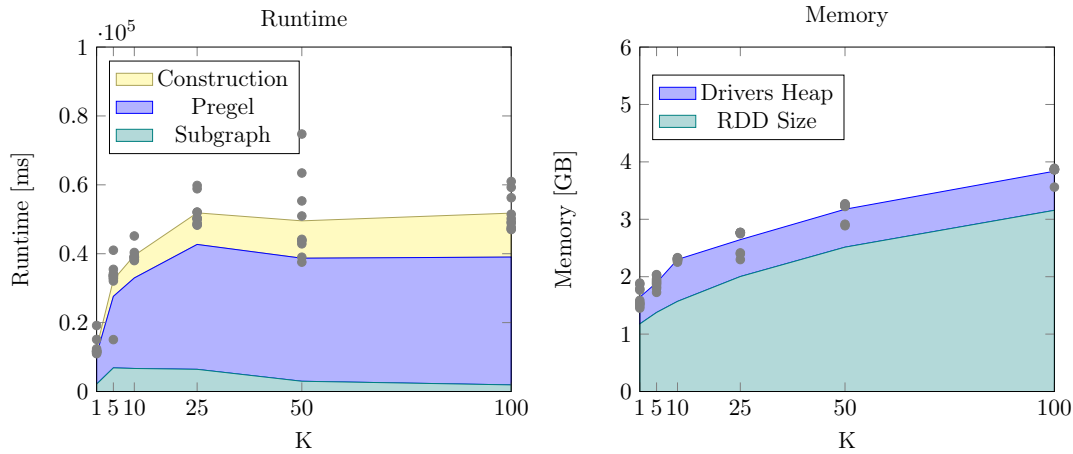 Runtime
·10^5
1
0.8
0.6
0.4
0.2
0
Runtime [ms]
Construction
Pregel
Subgraph
1 5 10 25 50 100
K
Memory
6
5
4
3
2
1
0
Memory [GB]
Drivers Heap
RDD Size
1 5 10 25 50 100
K